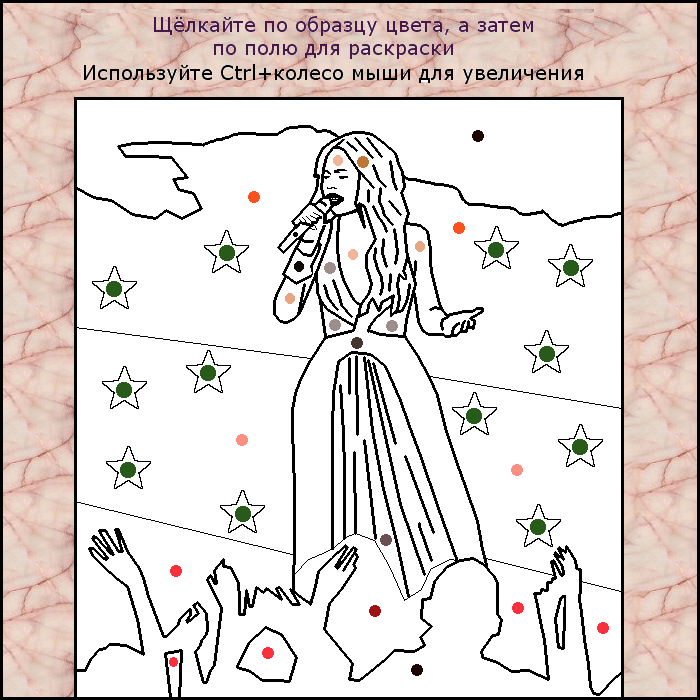 Щёлкайте по образцу цвета, а затем
по полю для раскраски
Используйте Ctrl+колесо мыши для увеличения